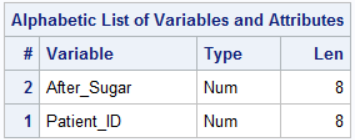 Alphabetic List of Variables and Attributes
# Variable Type Len
2 After_Sugar Num 8
1 Patient_ID Num 8